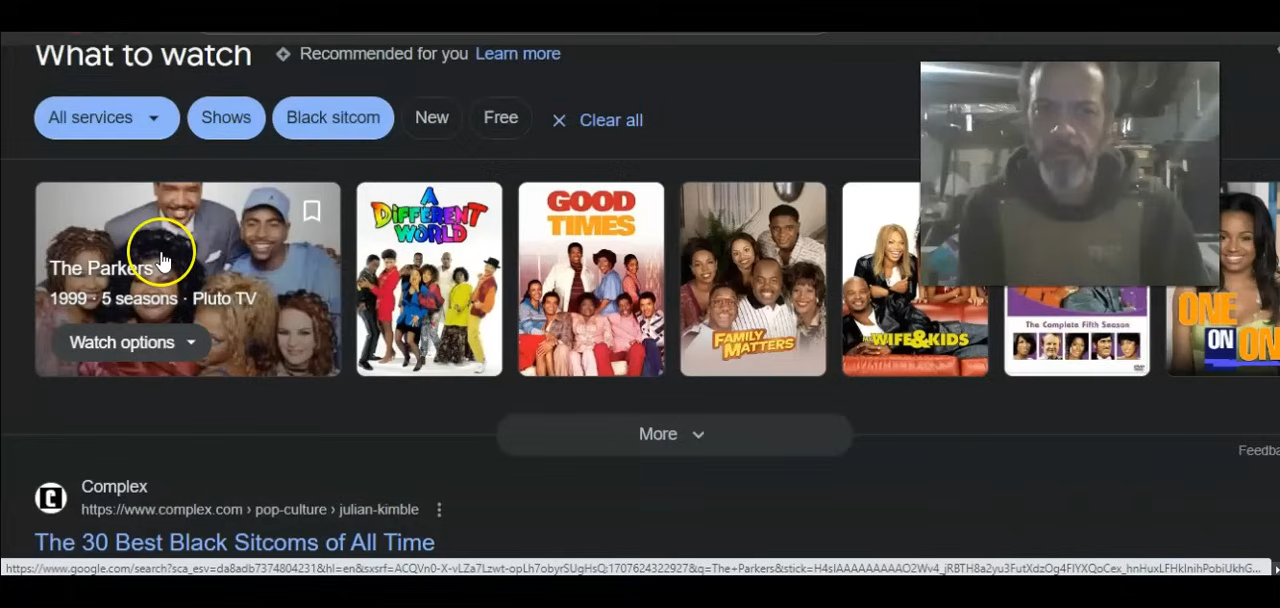 What to watch Recommended for you Learn more
All services Shows Black sitcom New Free Clear all
The Parkers
1999 · 5 seasons · Pluto TV
Watch options
A DIFFERENT WORLD
GOOD TIMES
FAMILY MATTERS
WIFE & KIDS
The Complete Fifth Season
ONE ON ON
More
Feedba
Complex
https://www.complex.com › pop-culture › julian-kimble
The 30 Best Black Sitcoms of All Time